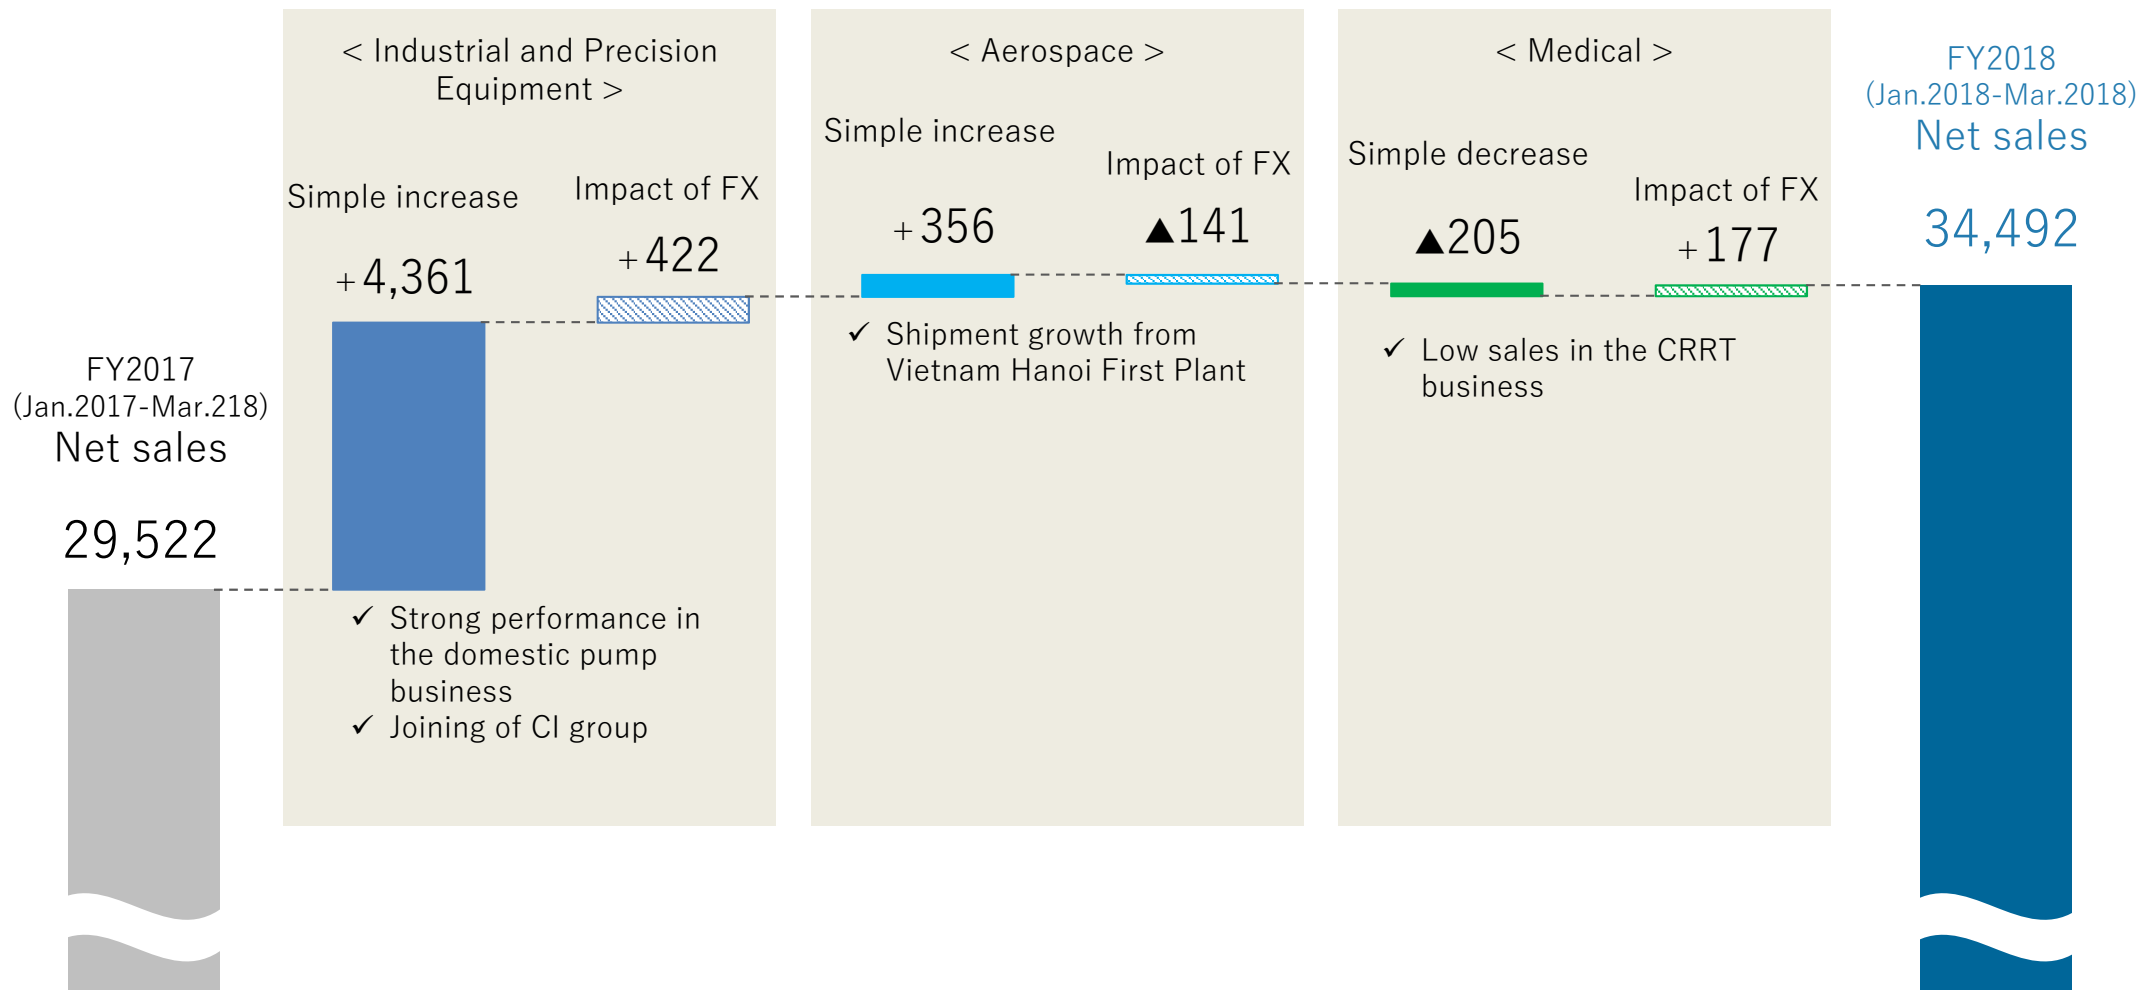 FY2017
(Jan.2017-Mar.218)
Net sales
29,522
< Industrial and Precision
Equipment >
Simple increase
+4,361
Impact of FX
+422
✓ Strong performance in
the domestic pump
business
✓ Joining of CI group
< Aerospace >
Simple increase
+356
Impact of FX
▲141
✓ Shipment growth from
Vietnam Hanoi First Plant
< Medical >
Simple decrease
▲205
Impact of FX
+177
✓ Low sales in the CRRT
business
FY2018
(Jan.2018-Mar.2018)
Net sales
34,492